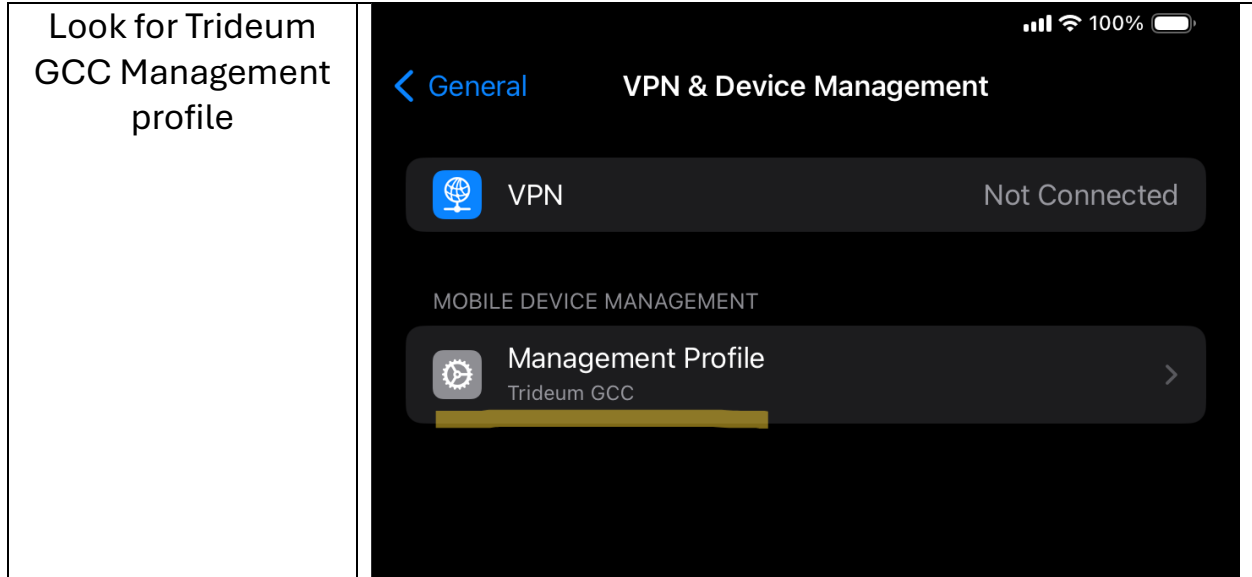 Look for Trideum
GCC Management
profile
100%
General
VPN & Device Management
VPN
Not Connected
MOBILE DEVICE MANAGEMENT
Management Profile
Trideum GCC